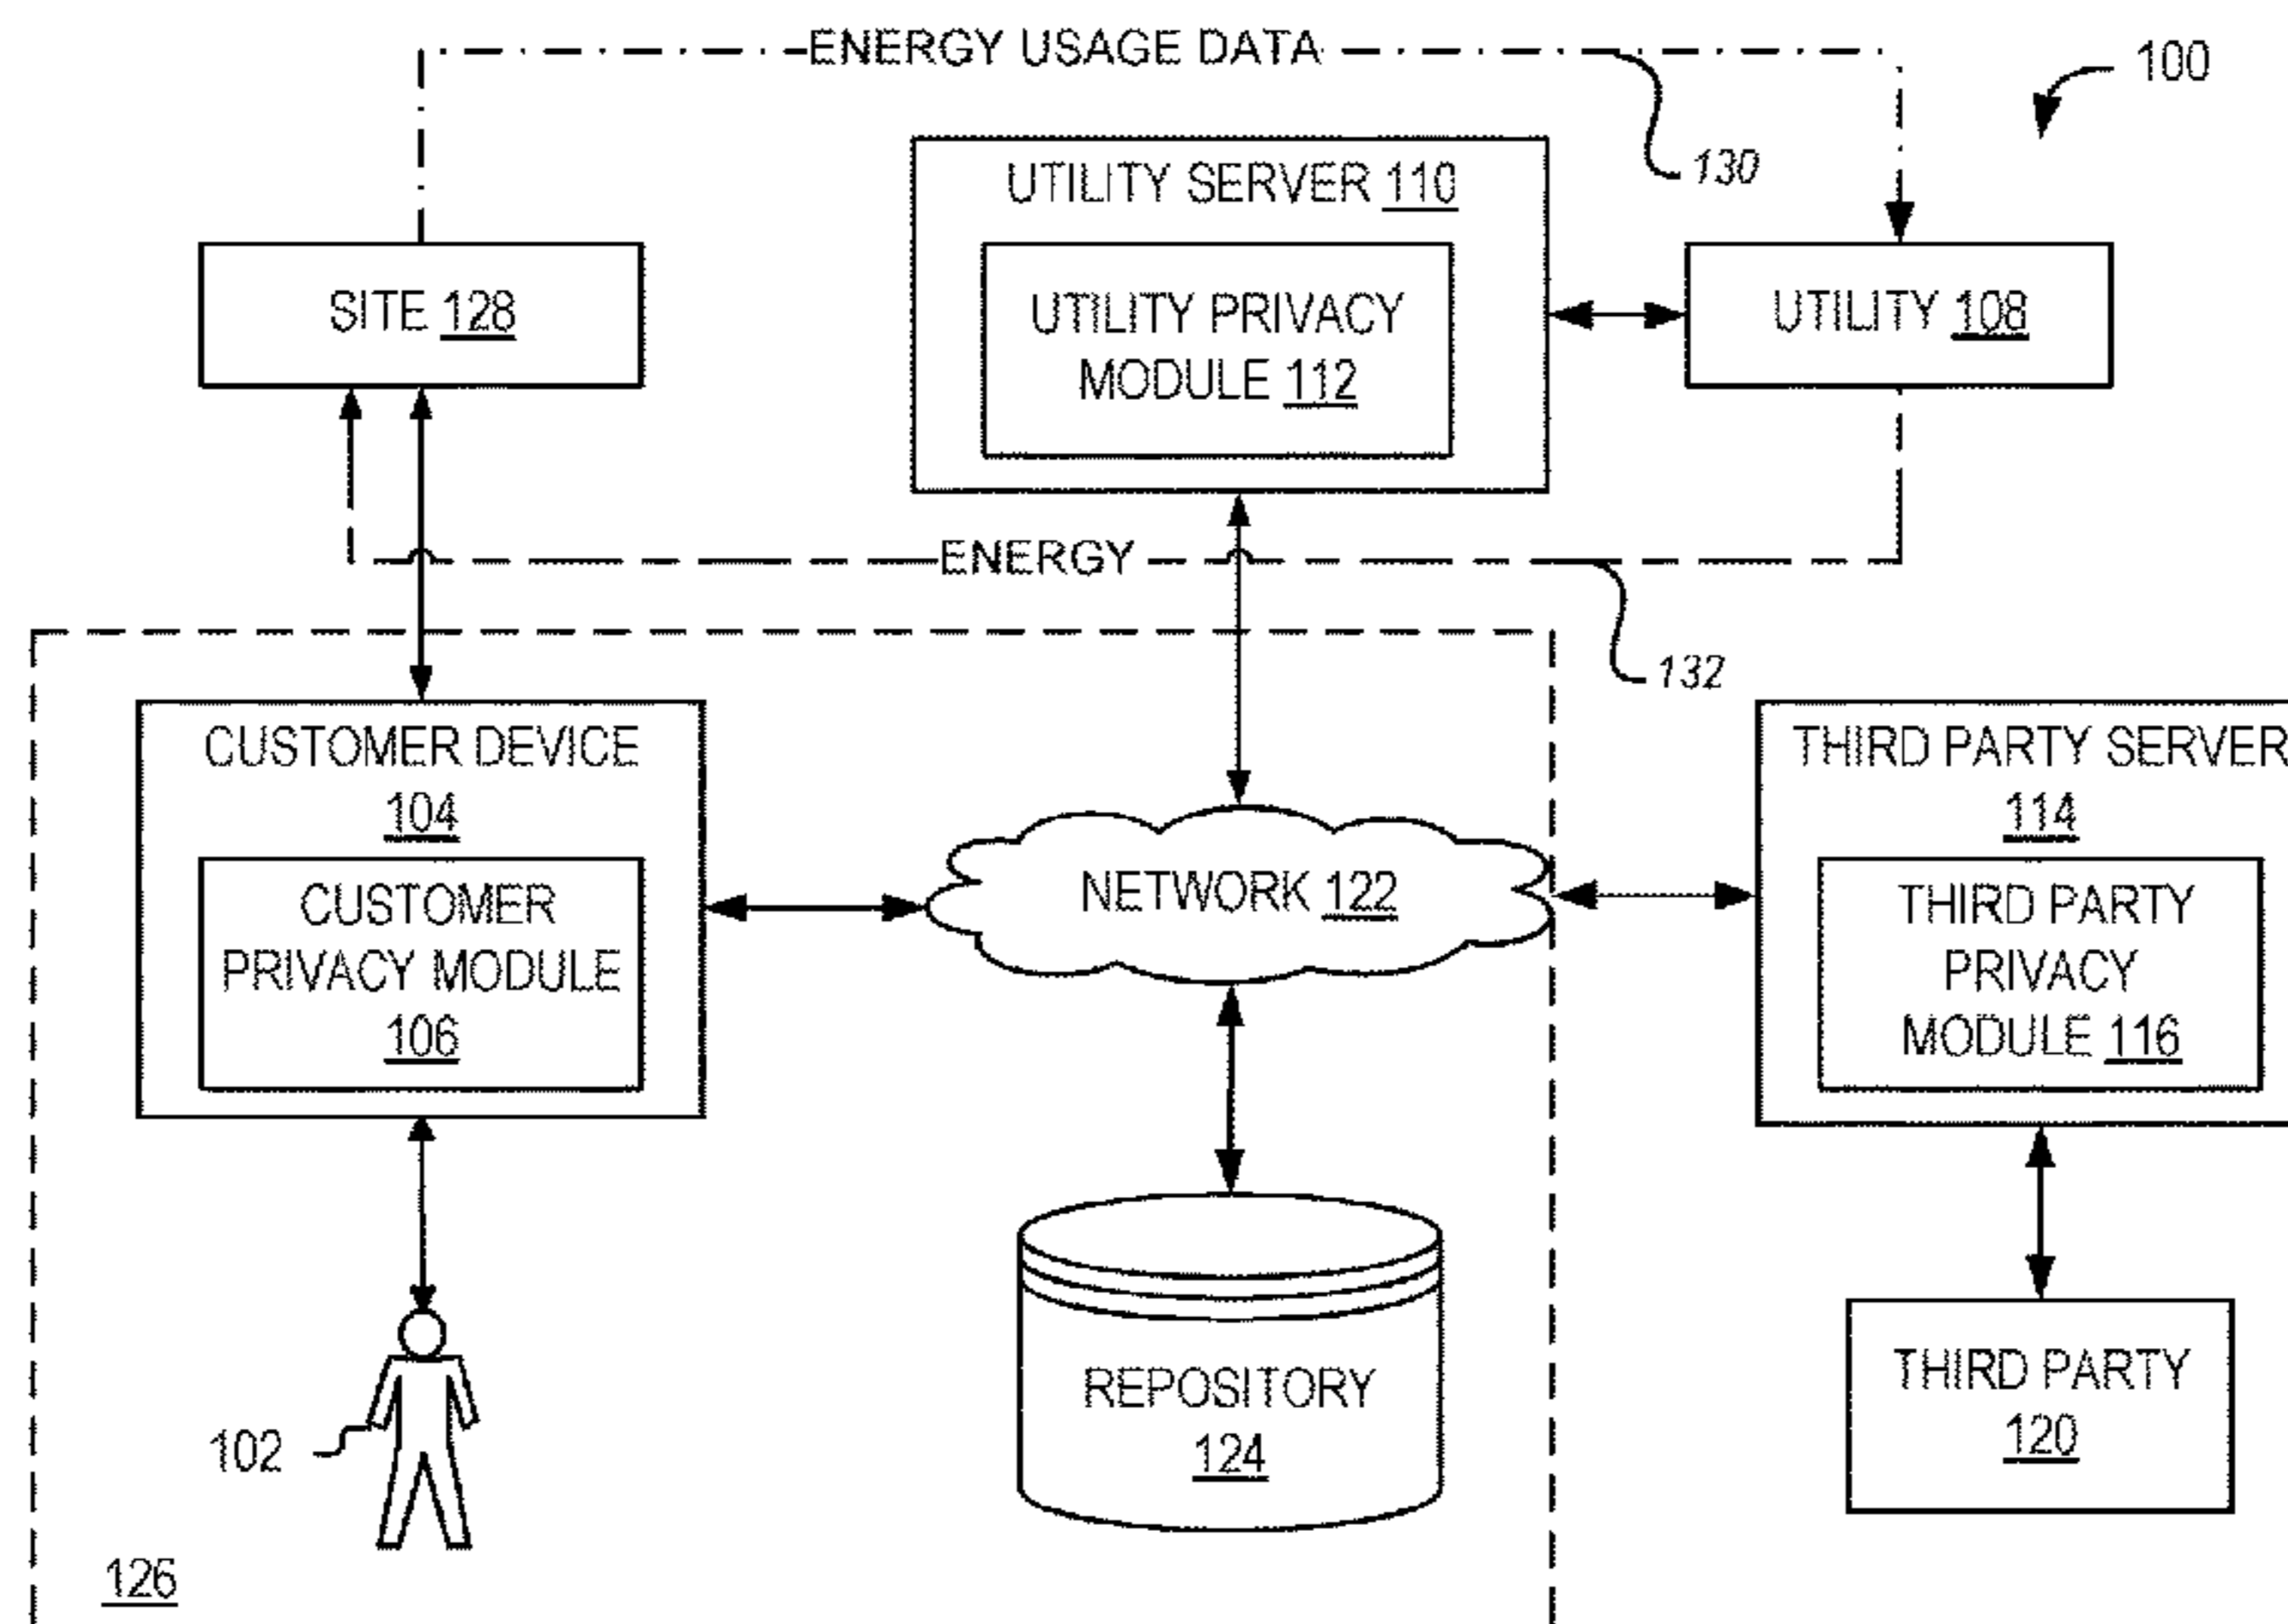 ENERGY USAGE DATA
100
130
UTILITY SERVER 110
UTILITY PRIVACY
MODULE 112
SITE 128
UTILITY 108
ENERGY
132
CUSTOMER DEVICE
104
CUSTOMER
PRIVACY MODULE
106
NETWORK 122
THIRD PARTY SERVER
114
THIRD PARTY
PRIVACY
MODULE 116
REPOSITORY
124
THIRD PARTY
120
102
126